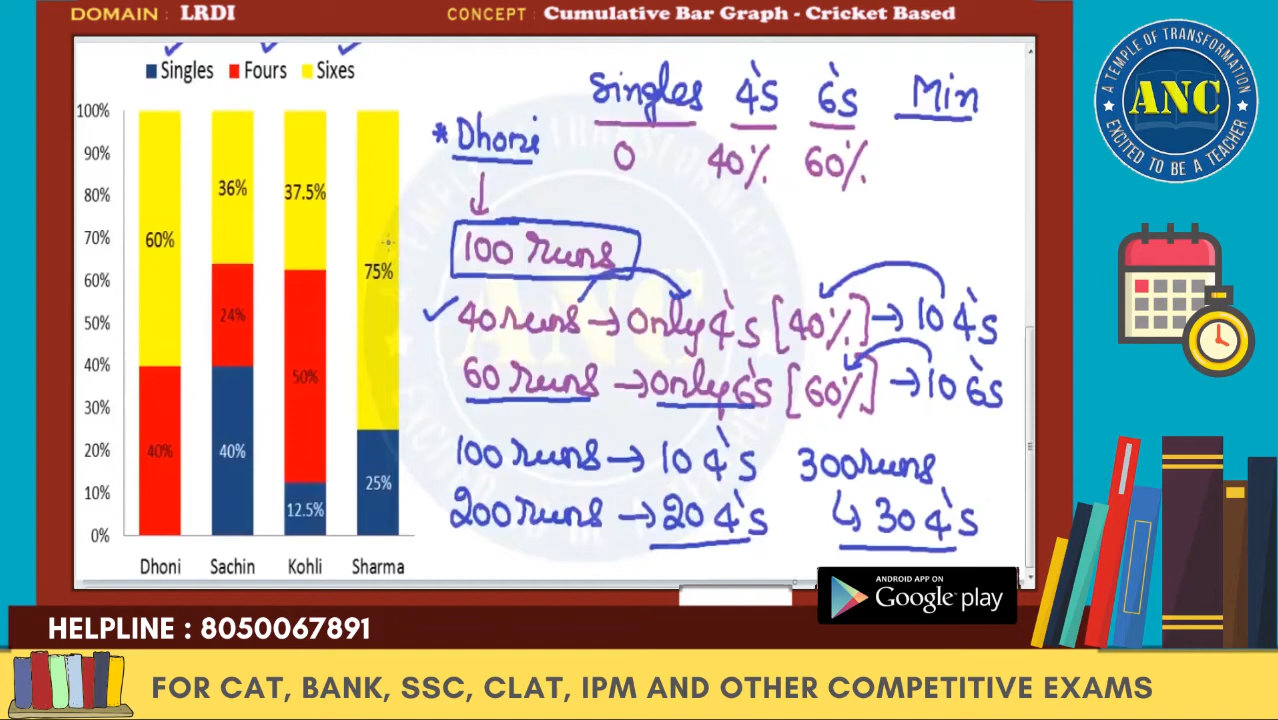 DOMAIN : LRDI
CONCEPT : Cumulative Bar Graph - Cricket Based
A TEMPLE OF TRANSFORMATION
ANC
EXCITED TO BE A TEACHER
Singles Fours Sixes
100%
90%
80%
70%
60%
50%
40%
30%
20%
10%
0%
60%
40%
36%
24%
40%
37.5%
50%
12.5%
75%
25%
Dhoni Sachin Kohli Sharma
Singles 4's 6's Min
* Dhoni 0 40% 60%
100 runs
40 runs → Only 4's [40%] → 10 4's
60 runs → Only 6's [60%] → 10 6s
100 runs → 10 4's 300 runs
200 runs → 20 4's ↳ 30 4's
ANDROID APP ON
Google play
HELPLINE : 8050067891
FOR CAT, BANK, SSC, CLAT, IPM AND OTHER COMPETITIVE EXAMS